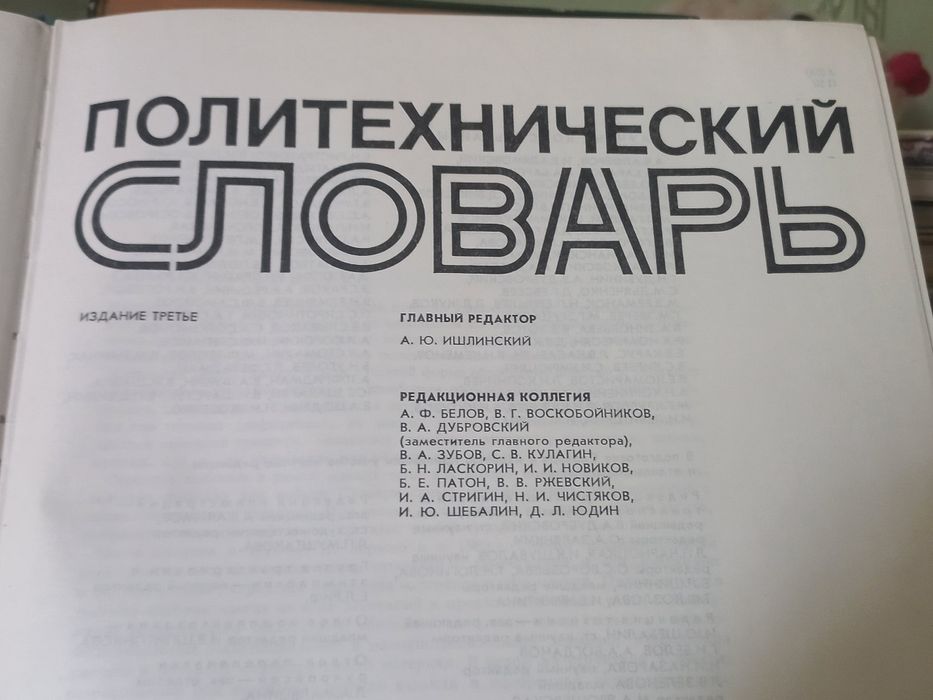 ПОЛИТЕХНИЧЕСКИЙ
СЛОВАРЬ
ИЗДАНИЕ ТРЕТЬЕ
ГЛАВНЫЙ РЕДАКТОР
А. Ю. ИШЛИНСКИЙ
РЕДАКЦИОННАЯ КОЛЛЕГИЯ
А. Ф. БЕЛОВ, В. Г. ВОСКОБОЙНИКОВ,
В. А. ДУБРОВСКИЙ
(заместитель главного редактора),
В. А. ЗУБОВ, С. В. КУЛАГИН,
Б. Н. ЛАСКОРИН, И. И. НОВИКОВ,
Б. Е. ПАТОН, В. В. РЖЕВСКИЙ,
И. А. СТРИГИН, Н. И. ЧИСТЯКОВ,
И. Ю. ШЕБАЛИН, Д. Л. ЮДИН